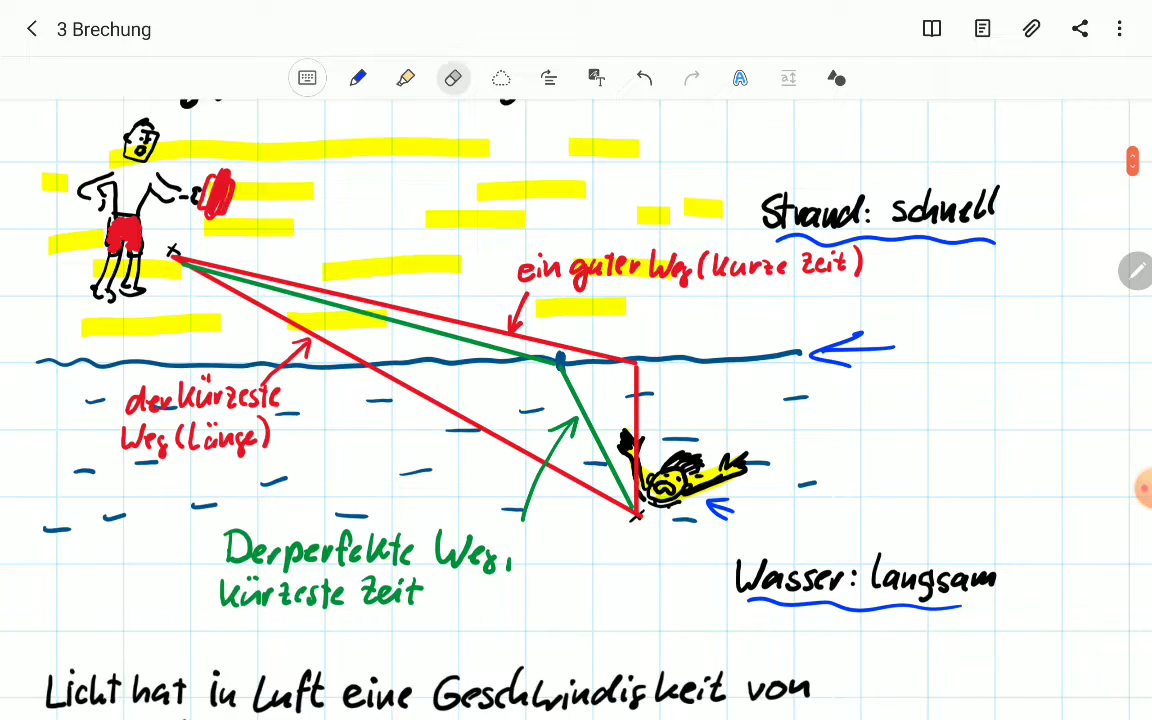 3 Brechung
Strand: schnell
ein guter Weg (kurze Zeit)
der kürzeste
Weg (Länge)
Der perfekte Weg,
kürzeste Zeit
Wasser: langsam
Licht hat in Luft eine Geschwindigkeit von